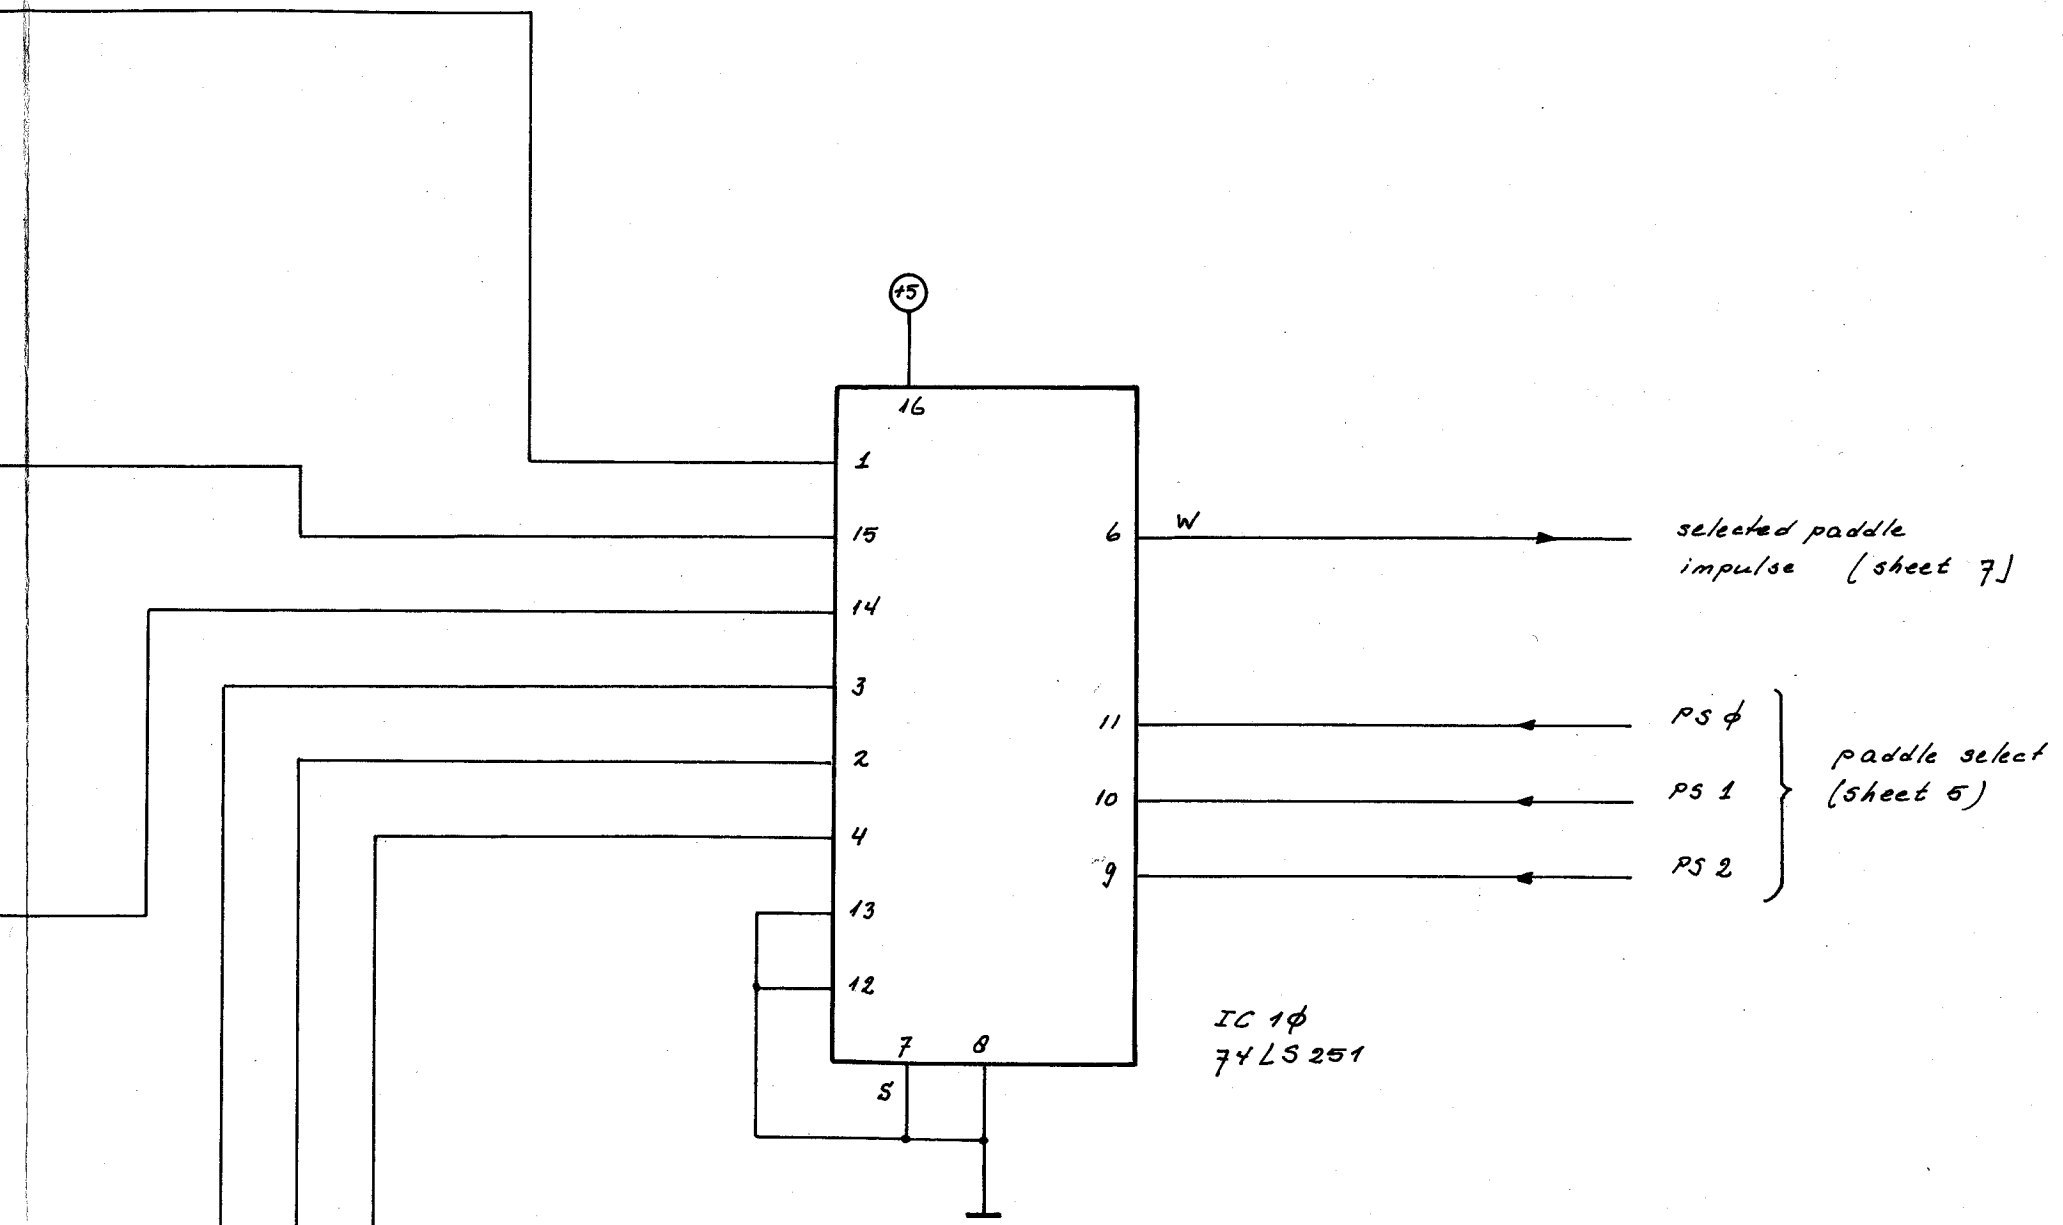 +5
16
1
15
14
3
2
4
13
12
7
8
S
6
W
11
10
9
selected paddle
impulse (sheet 7)
PS φ
PS 1
PS 2
paddle select
(sheet 5)
IC 1φ
74LS251